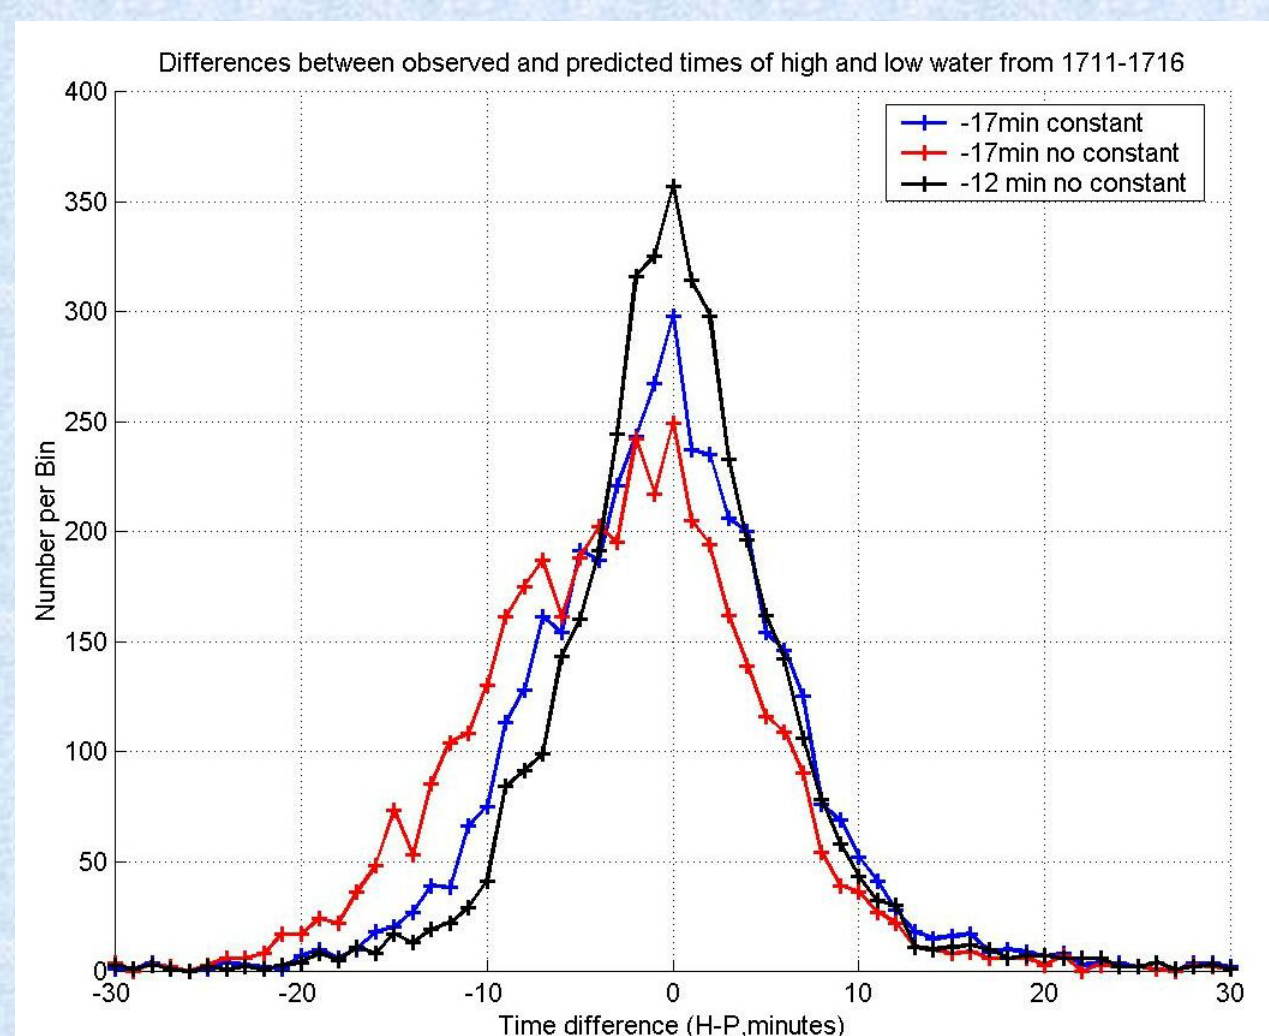 Differences between observed and predicted times of high and low water from 1711-1716
400
350
300
250
200
150
100
50
0
Number per Bin
-17min constant
-17min no constant
-12 min no constant
-30 -20 -10 0 10 20 30
Time difference (H-P,minutes)